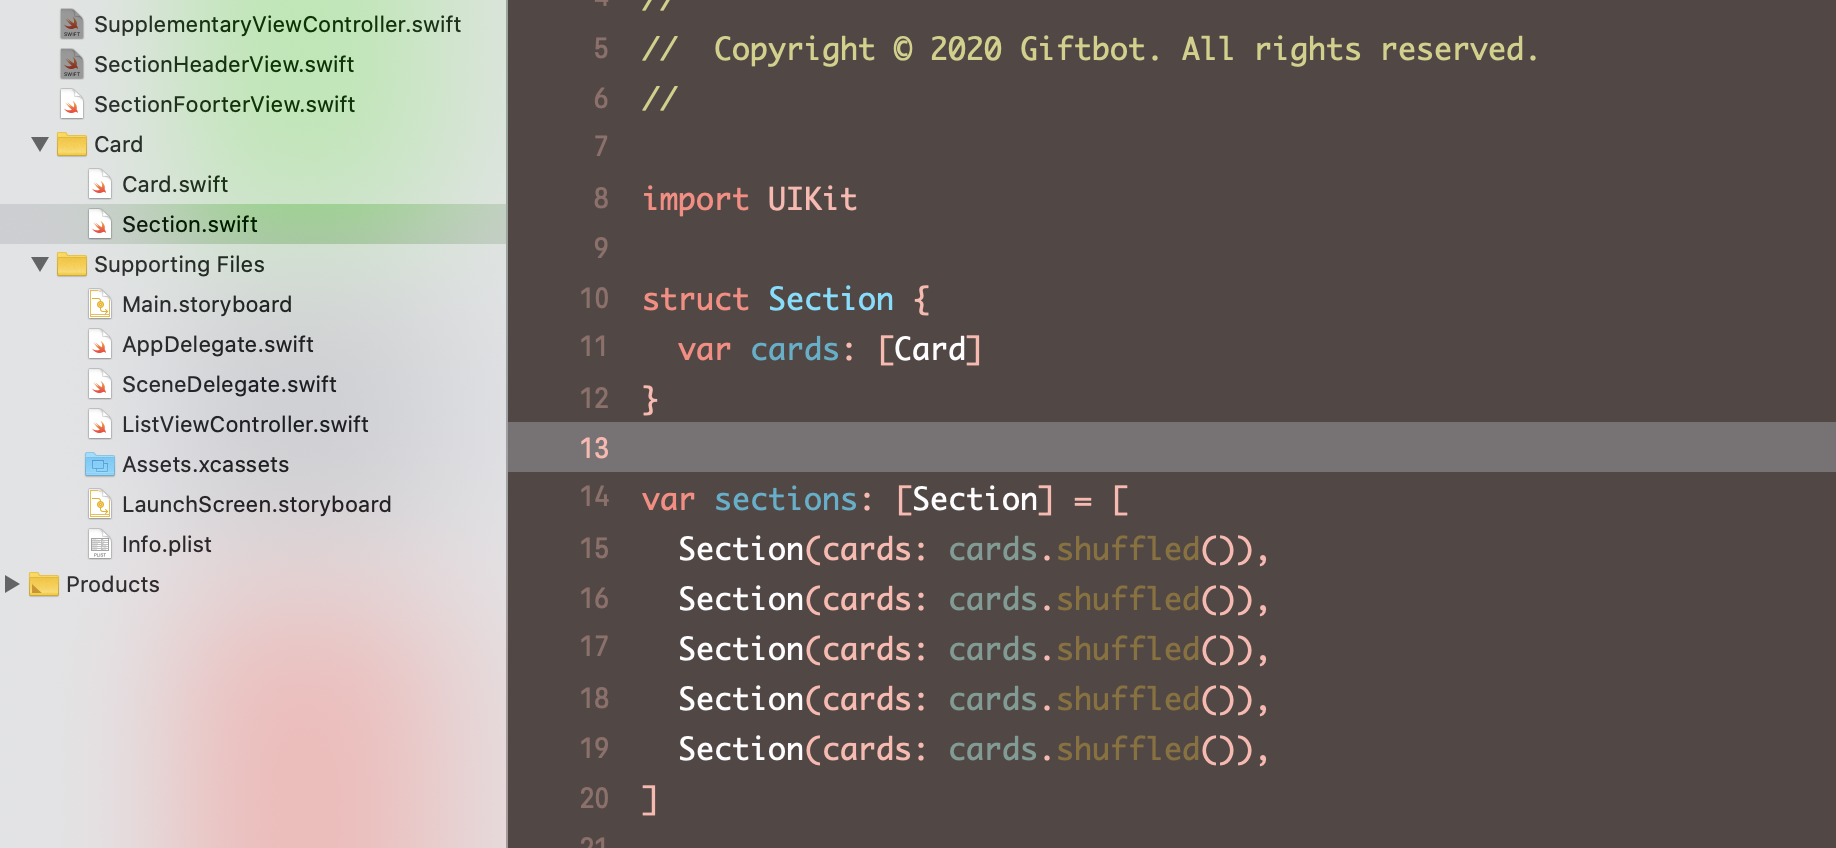 SupplementaryViewController.swift
SectionHeaderView.swift
SectionFoorterView.swift
Card
Card.swift
Section.swift
Supporting Files
Main.storyboard
AppDelegate.swift
SceneDelegate.swift
ListViewController.swift
Assets.xcassets
LaunchScreen.storyboard
Info.plist
Products
4 //
5 //  Copyright © 2020 Giftbot. All rights reserved.
6 //
7
8 import UIKit
9
10 struct Section {
11   var cards: [Card]
12 }
13
14 var sections: [Section] = [
15   Section(cards: cards.shuffled()),
16   Section(cards: cards.shuffled()),
17   Section(cards: cards.shuffled()),
18   Section(cards: cards.shuffled()),
19   Section(cards: cards.shuffled()),
20 ]
21